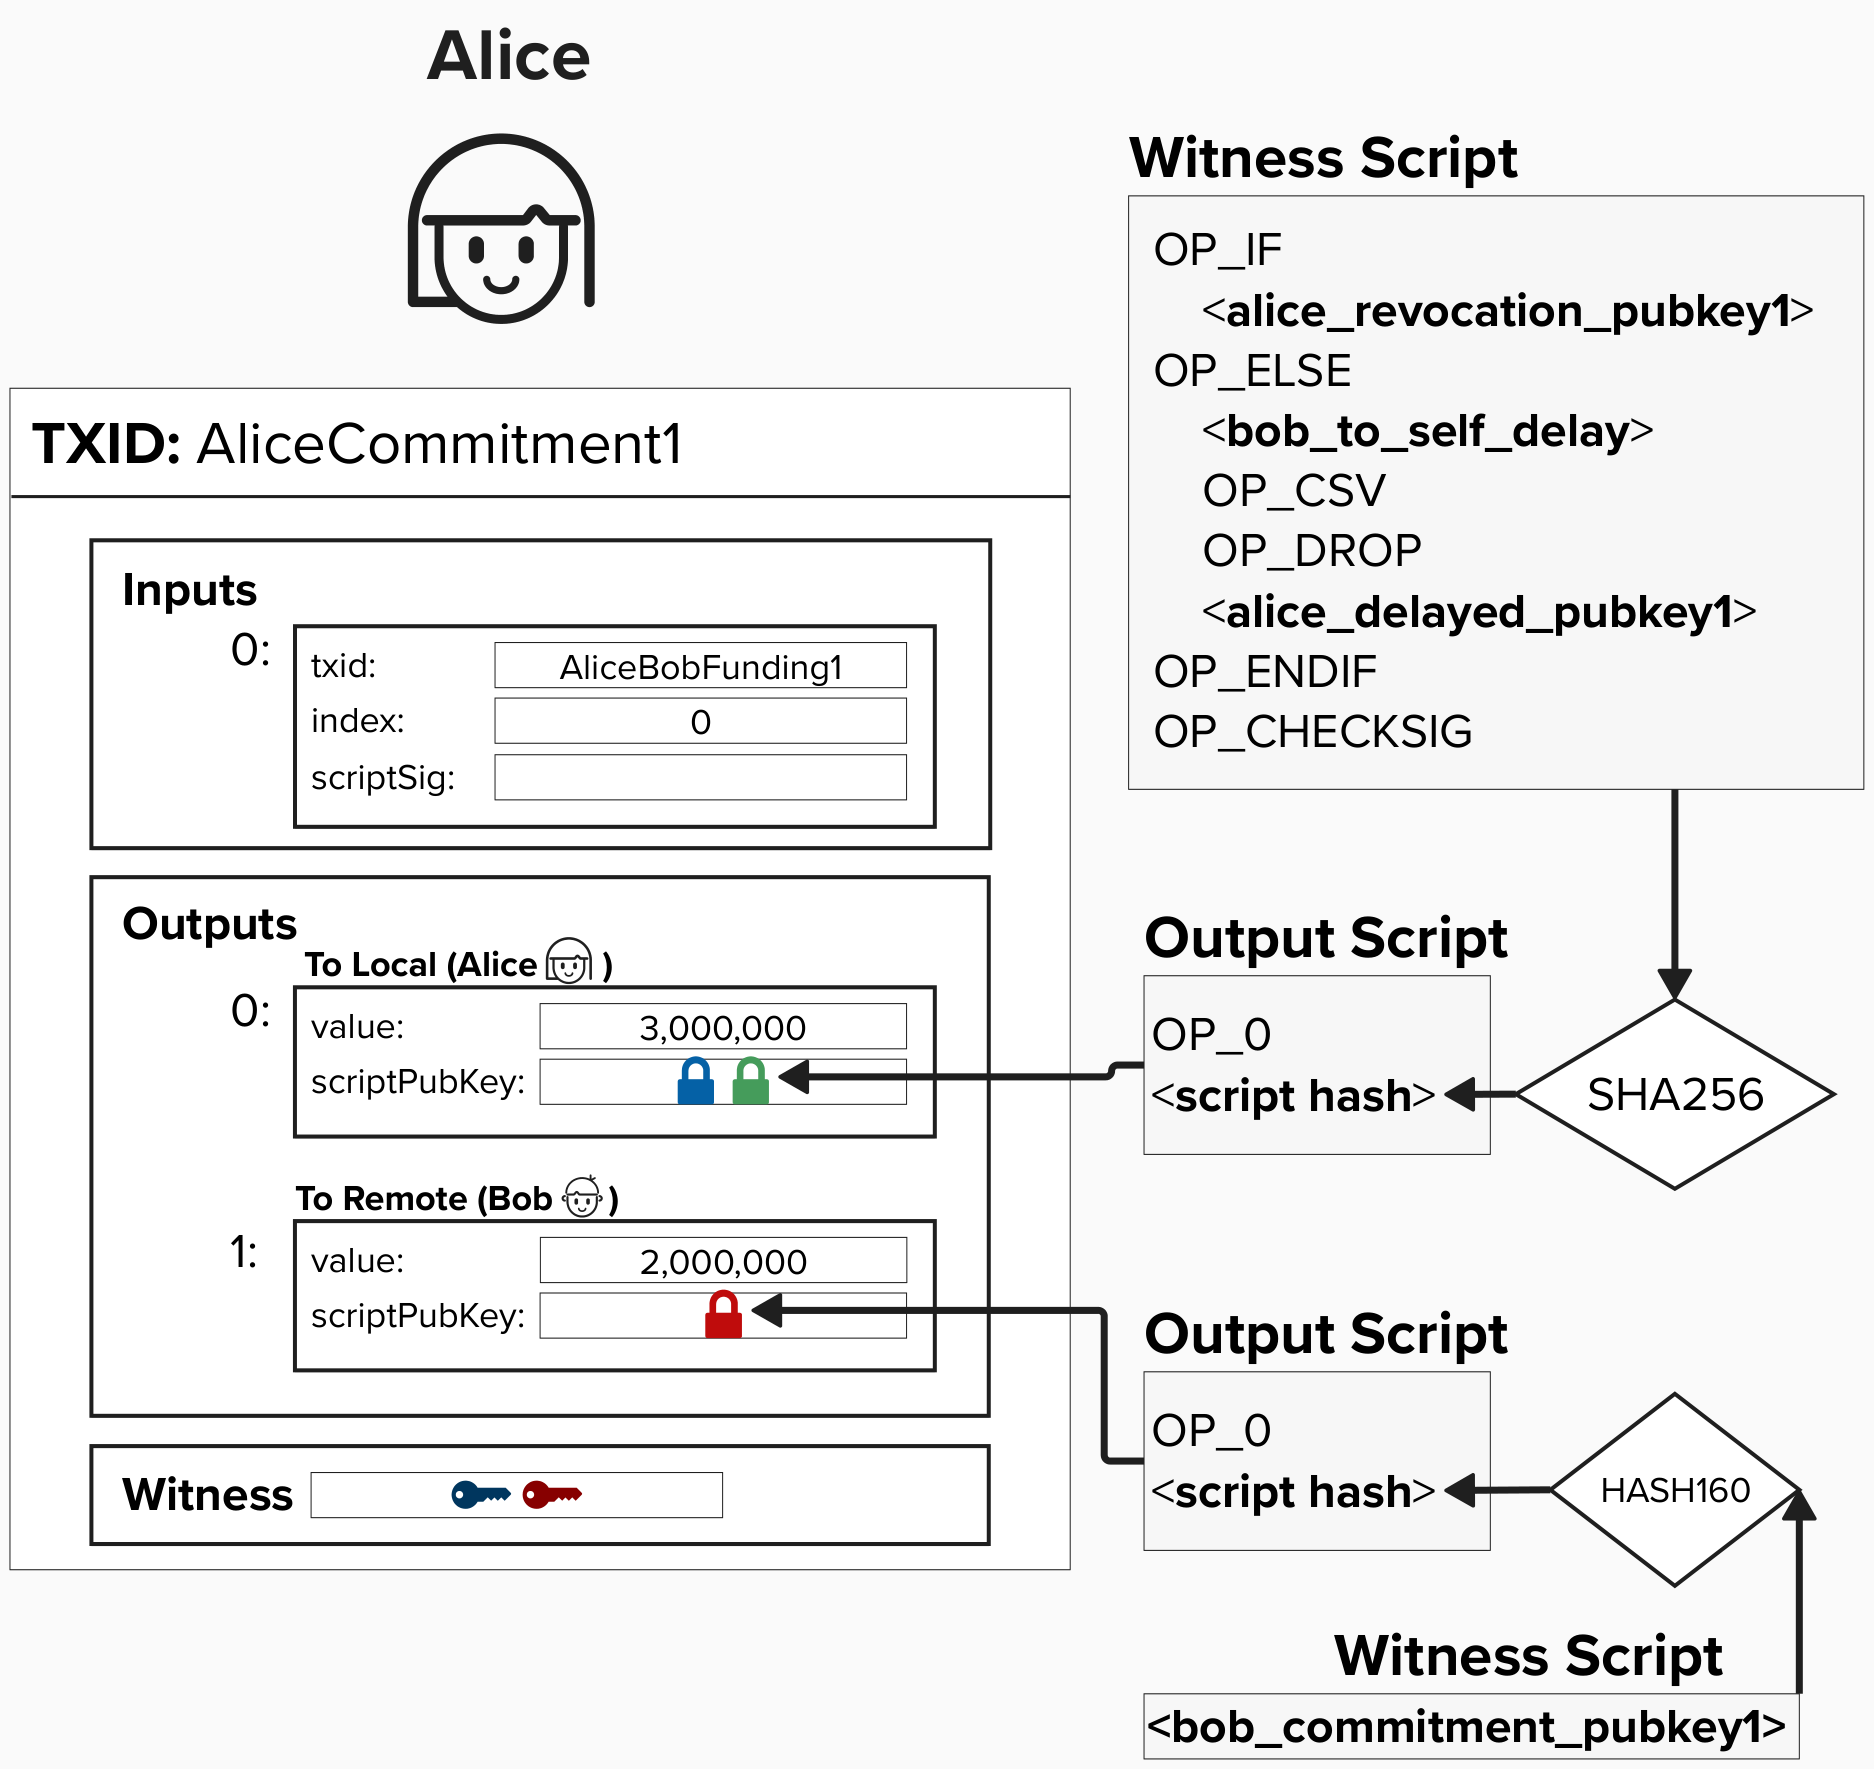 Alice
TXID: AliceCommitment1
Inputs
0:
txid: AliceBobFunding1
index: 0
scriptSig:
Outputs
To Local (Alice )
0:
value: 3,000,000
scriptPubKey:
To Remote (Bob )
1:
value: 2,000,000
scriptPubKey:
Witness
Witness Script
OP_IF
<alice_revocation_pubkey1>
OP_ELSE
<bob_to_self_delay>
OP_CSV
OP_DROP
<alice_delayed_pubkey1>
OP_ENDIF
OP_CHECKSIG
Output Script
OP_0
<script hash>
SHA256
Output Script
OP_0
<script hash>
HASH160
Witness Script
<bob_commitment_pubkey1>